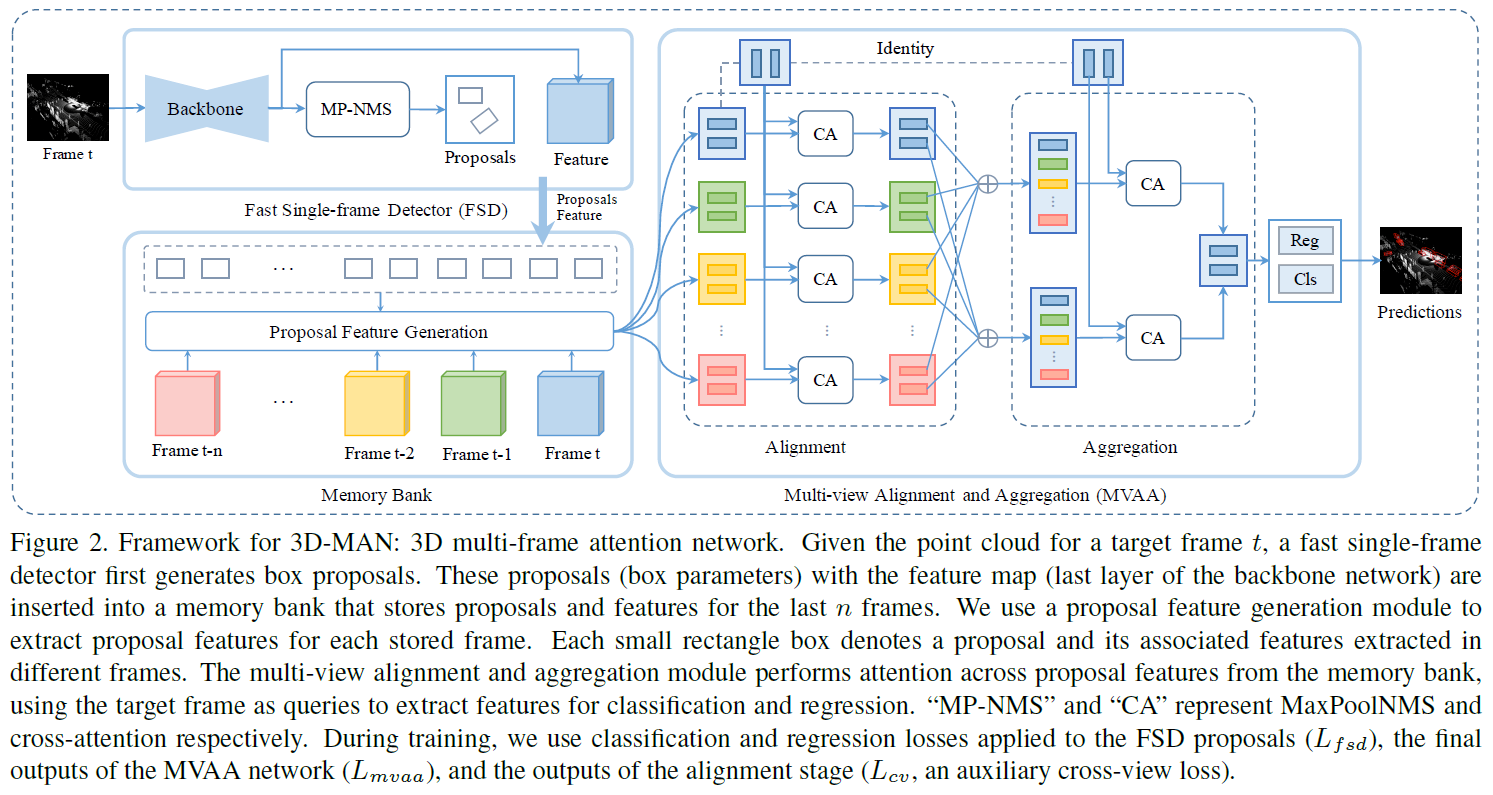 Identity
Backbone
MP-NMS
Frame t
Proposals
Feature
Fast Single-frame Detector (FSD)
Proposals
Feature
...
Proposal Feature Generation
...
Frame t-n
Frame t-2
Frame t-1
Frame t
Memory Bank
CA
CA
CA
...
...
...
CA
Alignment
...
CA
...
CA
Aggregation
Reg
Cls
Predictions
Multi-view Alignment and Aggregation (MVAA)
Figure 2. Framework for 3D-MAN: 3D multi-frame attention network. Given the point cloud for a target frame t, a fast single-frame
detector first generates box proposals. These proposals (box parameters) with the feature map (last layer of the backbone network) are
inserted into a memory bank that stores proposals and features for the last n frames. We use a proposal feature generation module to
extract proposal features for each stored frame. Each small rectangle box denotes a proposal and its associated features extracted in
different frames. The multi-view alignment and aggregation module performs attention across proposal features from the memory bank,
using the target frame as queries to extract features for classification and regression. “MP-NMS” and “CA” represent MaxPoolNMS and
cross-attention respectively. During training, we use classification and regression losses applied to the FSD proposals (L_fsd), the final
outputs of the MVAA network (L_mvaa), and the outputs of the alignment stage (L_cv, an auxiliary cross-view loss).